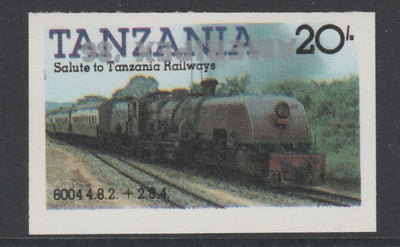 TANZANIA 20/-
Salute to Tanzania Railways
6004 4.8.2. + 2.8.4.